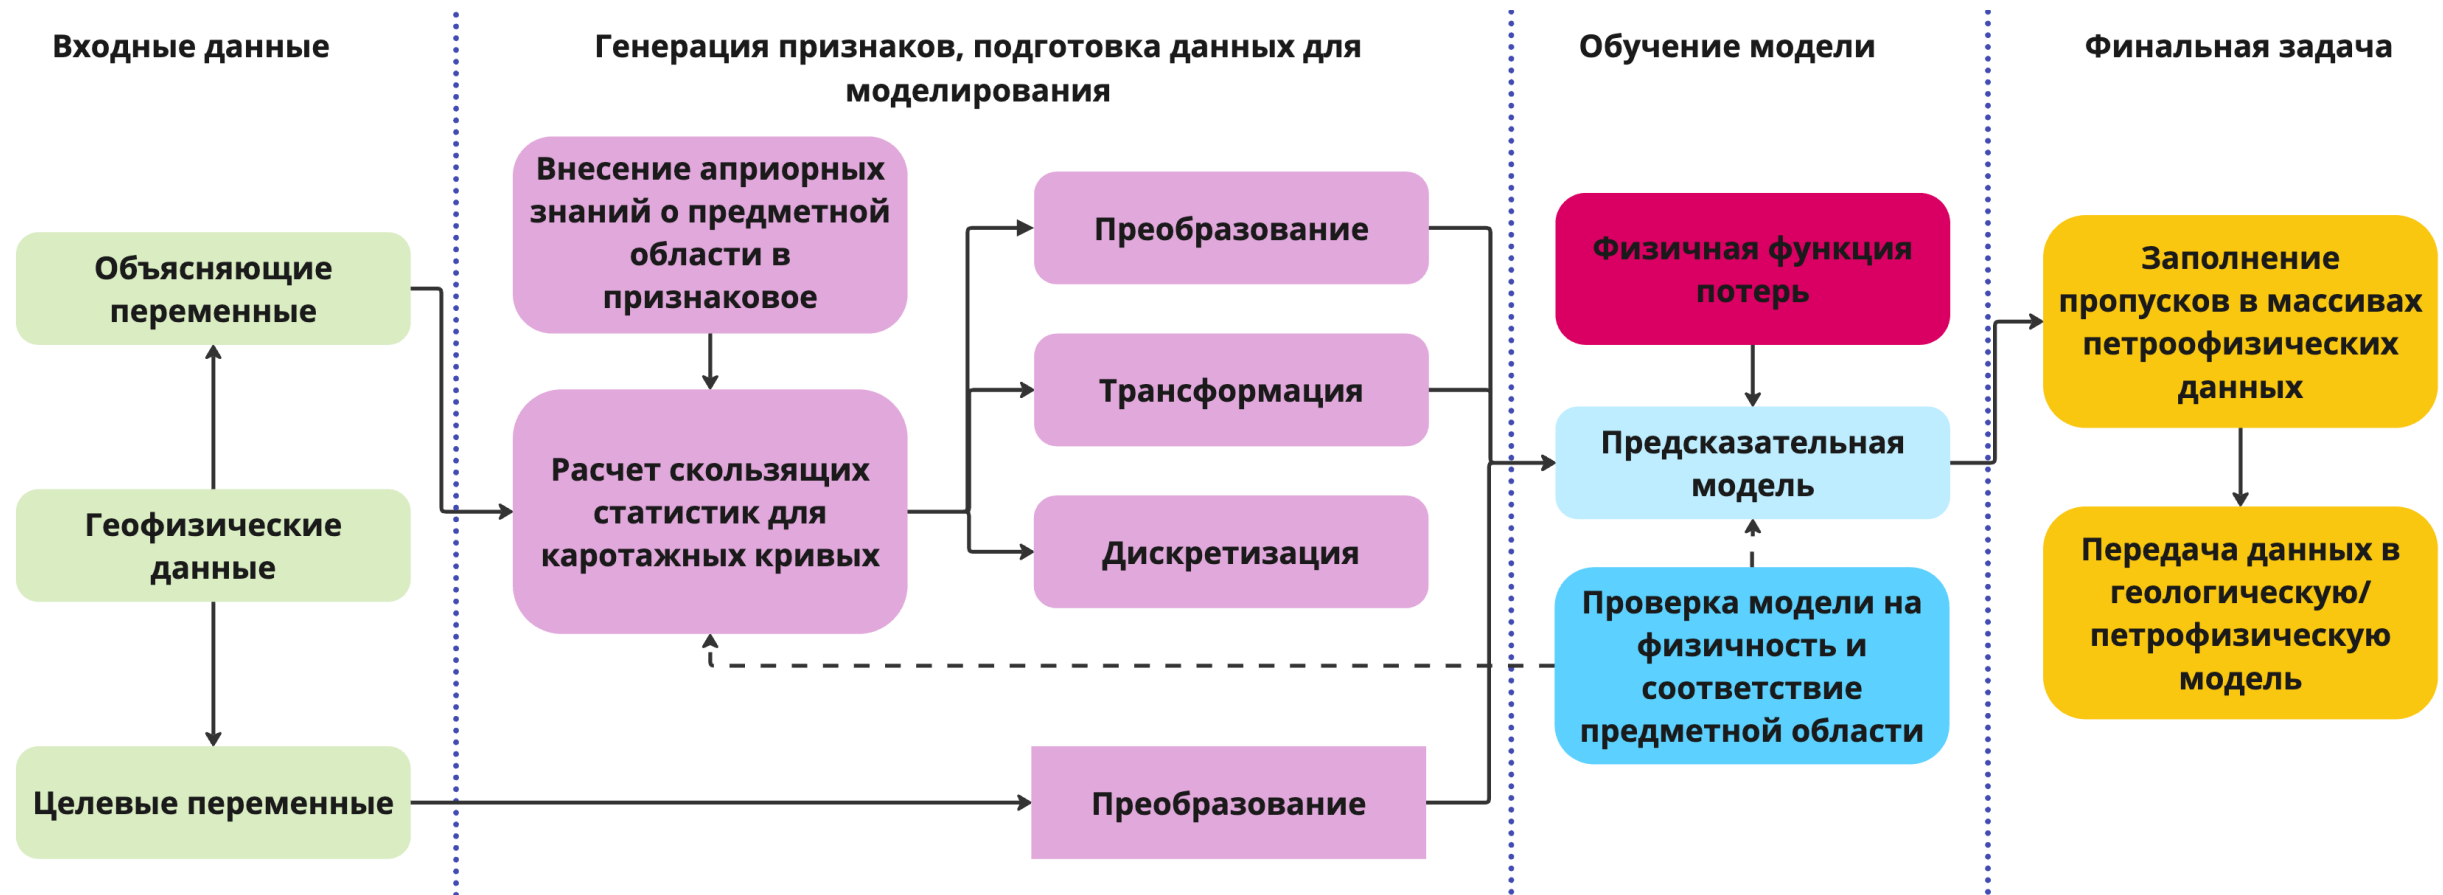 Входные данные
Генерация признаков, подготовка данных для
моделирования
Обучение модели
Финальная задача
Объясняющие
переменные
Геофизические
данные
Целевые переменные
Внесение априорных
знаний о предметной
области в
признаковое
Расчет скользящих
статистик для
каротажных кривых
Преобразование
Трансформация
Дискретизация
Преобразование
Физичная функция
потерь
Предсказательная
модель
Проверка модели на
физичность и
соответствие
предметной области
Заполнение
пропусков в массивах
петроофизических
данных
Передача данных в
геологическую/
петрофизическую
модель